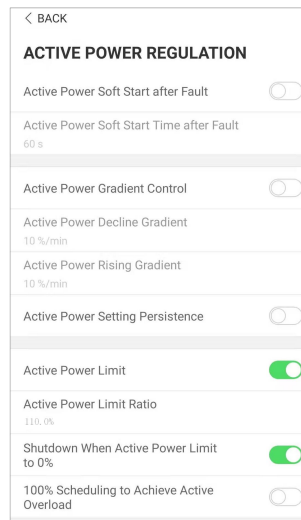 < BACK
ACTIVE POWER REGULATION
Active Power Soft Start after Fault
Active Power Soft Start Time after Fault
60 s
Active Power Gradient Control
Active Power Decline Gradient
10 %/min
Active Power Rising Gradient
10 %/min
Active Power Setting Persistence
Active Power Limit
Active Power Limit Ratio
110.0%
Shutdown When Active Power Limit
to 0%
100% Scheduling to Achieve Active
Overload